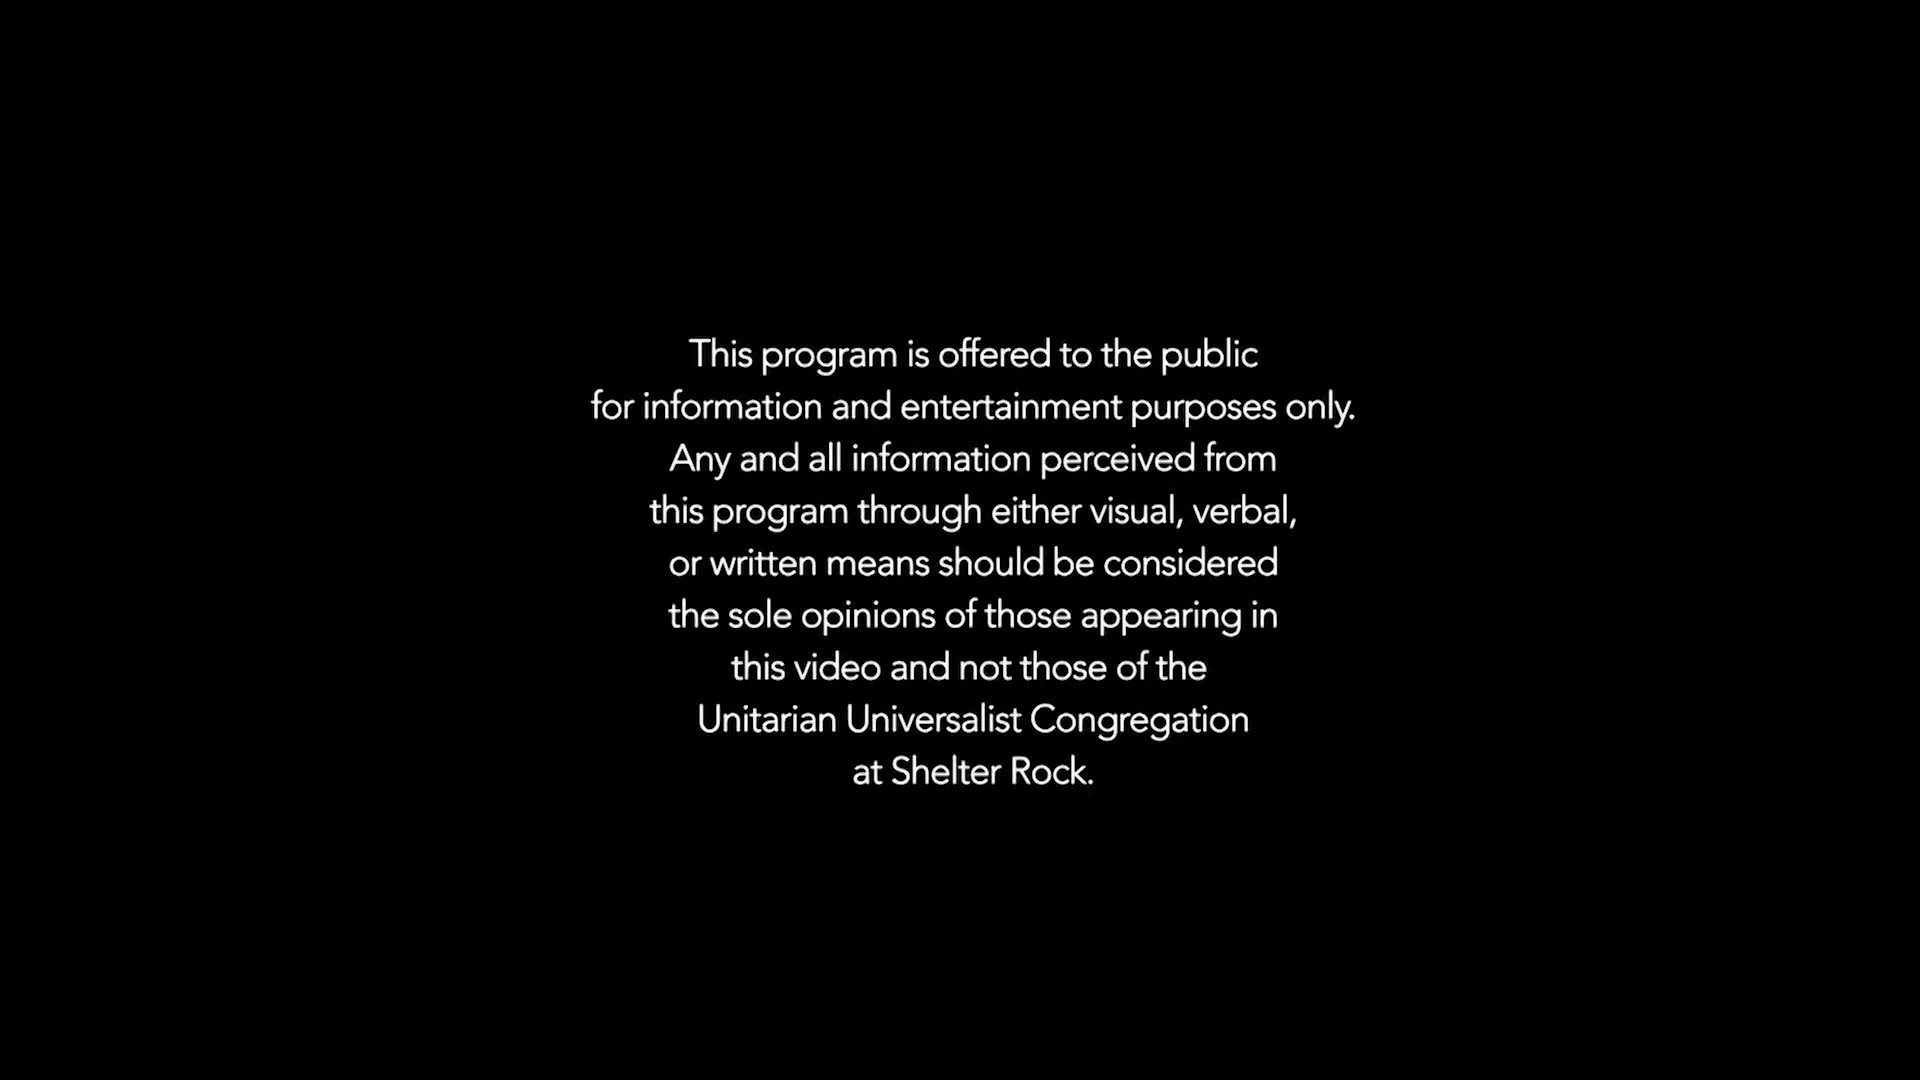 This program is offered to the public
for information and entertainment purposes only.
Any and all information perceived from
this program through either visual, verbal,
or written means should be considered
the sole opinions of those appearing in
this video and not those of the
Unitarian Universalist Congregation
at Shelter Rock.